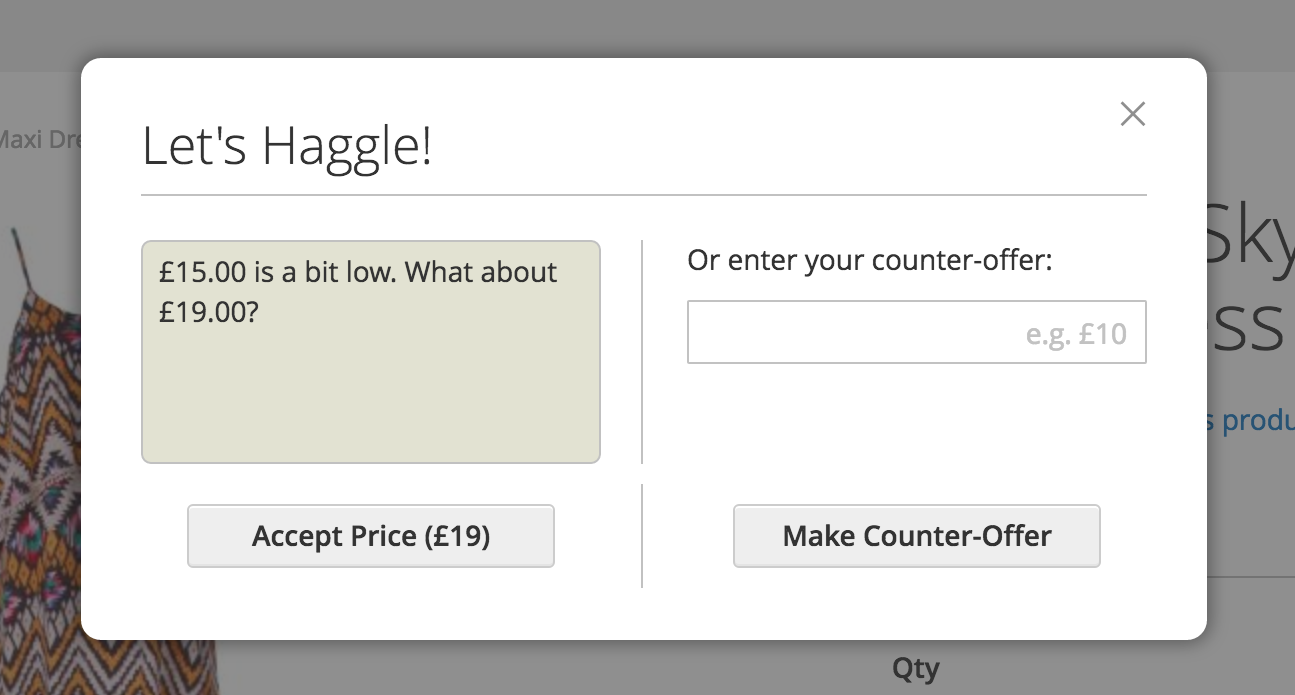 Maxi Dre
Let's Haggle!
£15.00 is a bit low. What about
£19.00?
Or enter your counter-offer:
e.g. £10
Accept Price (£19)
Make Counter-Offer
Sky
ss
s produ
Qty